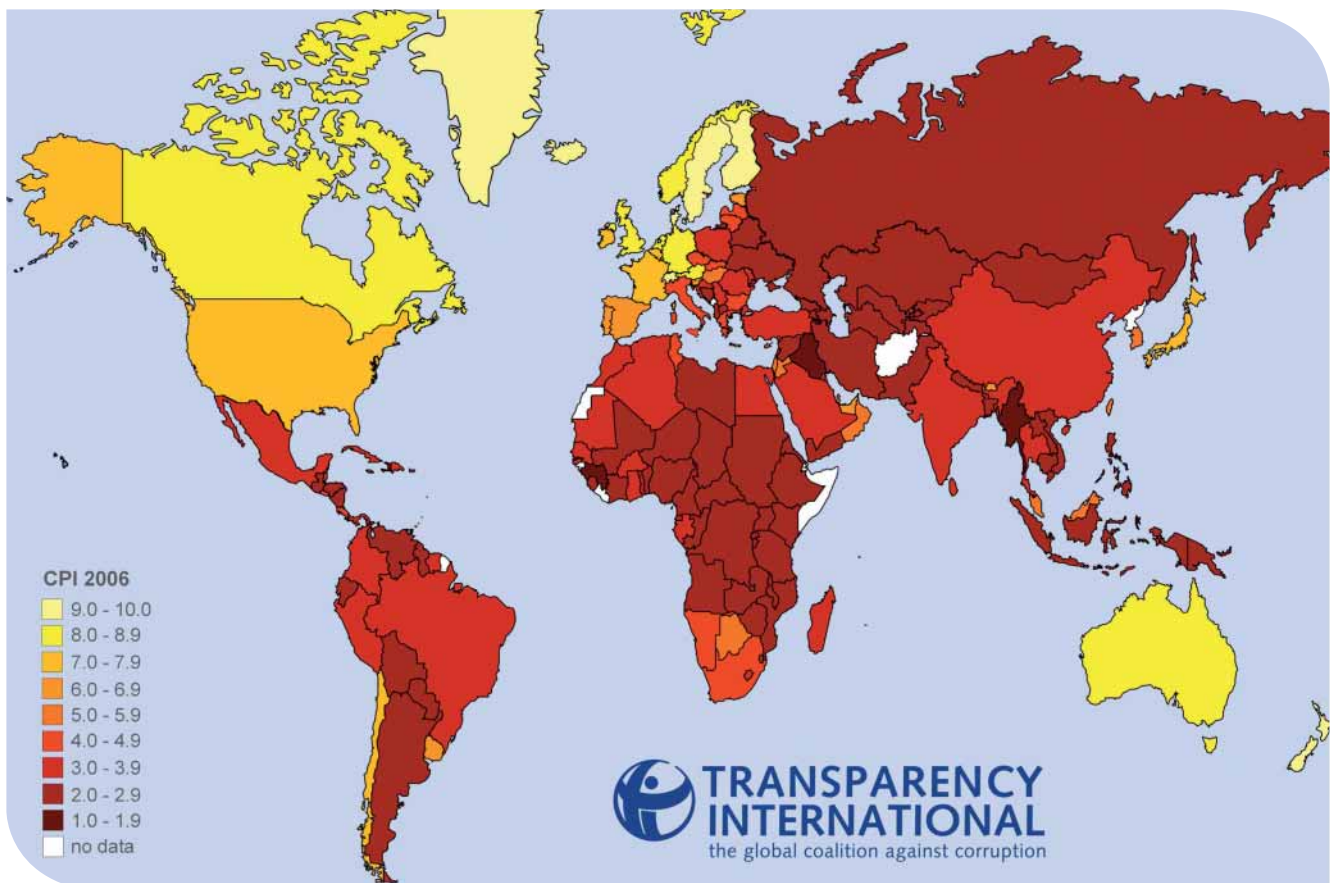 CPI 2006
9.0 - 10.0
8.0 - 8.9
7.0 - 7.9
6.0 - 6.9
5.0 - 5.9
4.0 - 4.9
3.0 - 3.9
2.0 - 2.9
1.0 - 1.9
no data
TRANSPARENCY
INTERNATIONAL
the global coalition against corruption